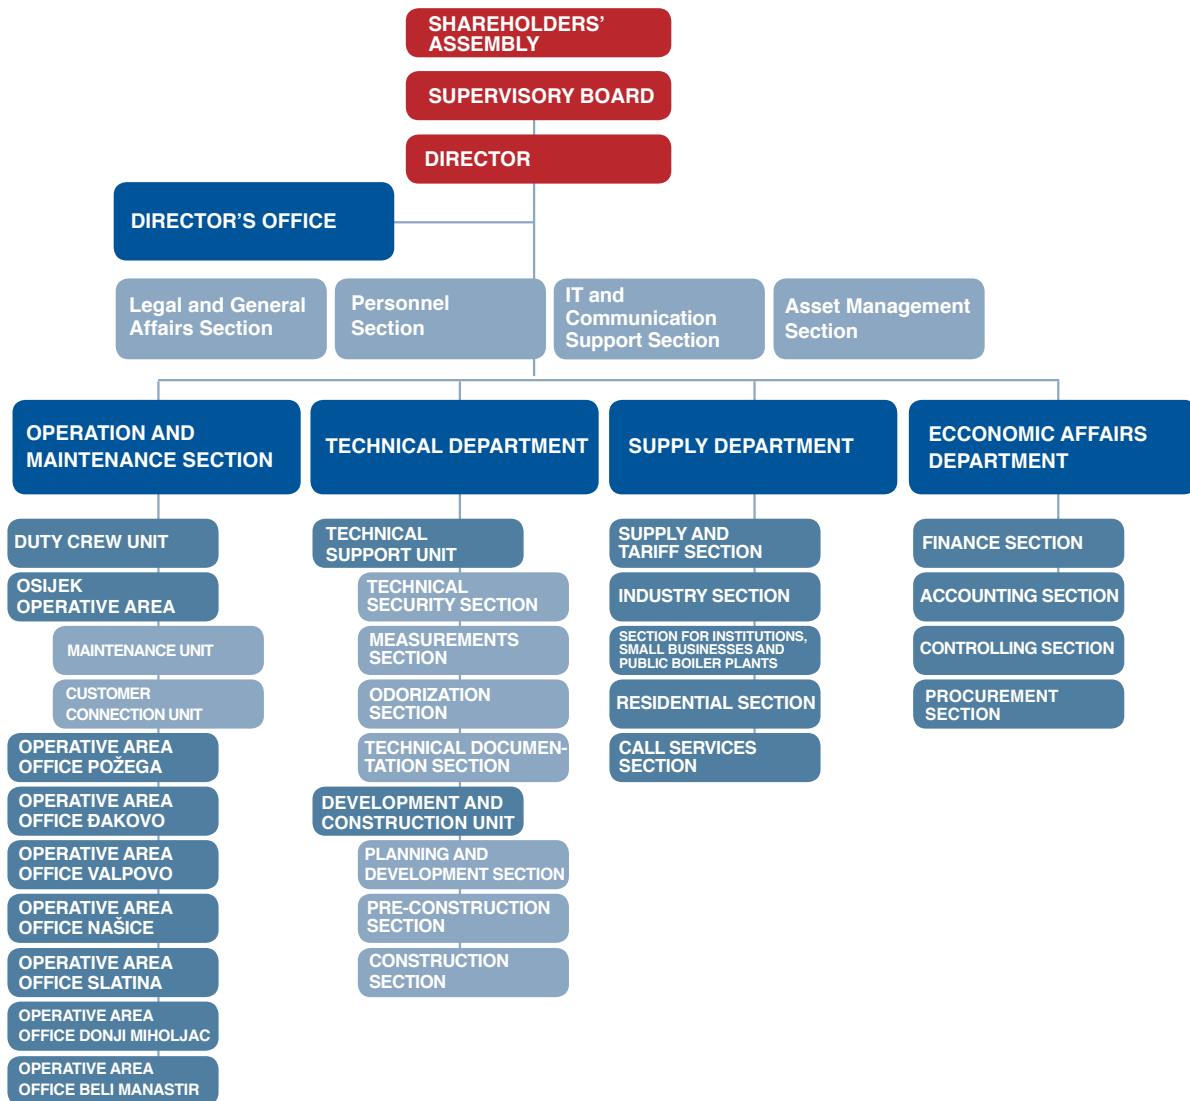 SHAREHOLDERS'
ASSEMBLY
SUPERVISORY BOARD
DIRECTOR
DIRECTOR'S OFFICE
Legal and General
Affairs Section
Personnel
Section
IT and
Communication
Support Section
Asset Management
Section
OPERATION AND
MAINTENANCE SECTION
TECHNICAL DEPARTMENT
SUPPLY DEPARTMENT
ECCONOMIC AFFAIRS
DEPARTMENT
DUTY CREW UNIT
OSIJEK
OPERATIVE AREA
MAINTENANCE UNIT
CUSTOMER
CONNECTION UNIT
OPERATIVE AREA
OFFICE POŽEGA
OPERATIVE AREA
OFFICE ĐAKOVO
OPERATIVE AREA
OFFICE VALPOVO
OPERATIVE AREA
OFFICE NAŠICE
OPERATIVE AREA
OFFICE SLATINA
OPERATIVE AREA
OFFICE DONJI MIHOLJAC
OPERATIVE AREA
OFFICE BELI MANASTIR
TECHNICAL
SUPPORT UNIT
TECHNICAL
SECURITY SECTION
MEASUREMENTS
SECTION
ODORIZATION
SECTION
TECHNICAL DOCUMEN-
TATION SECTION
DEVELOPMENT AND
CONSTRUCTION UNIT
PLANNING AND
DEVELOPMENT SECTION
PRE-CONSTRUCTION
SECTION
CONSTRUCTION
SECTION
SUPPLY AND
TARIFF SECTION
INDUSTRY SECTION
SECTION FOR INSTITUTIONS,
SMALL BUSINESSES AND
PUBLIC BOILER PLANTS
RESIDENTIAL SECTION
CALL SERVICES
SECTION
FINANCE SECTION
ACCOUNTING SECTION
CONTROLLING SECTION
PROCUREMENT
SECTION